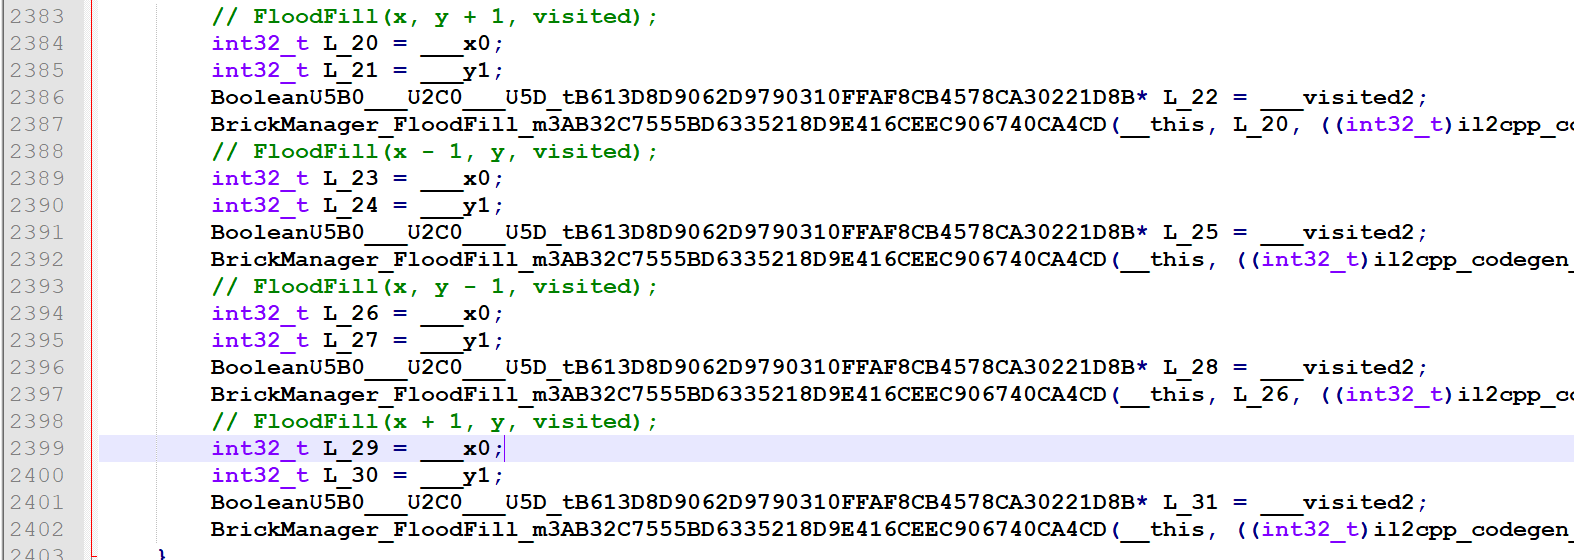 2383 // FloodFill(x, y + 1, visited);
2384 int32_t L_20 = ___x0;
2385 int32_t L_21 = ___y1;
2386 BooleanU5B0___U2C0___U5D_tB613D8D9062D9790310FFAF8CB4578CA30221D8B* L_22 = ___visited2;
2387 BrickManager_FloodFill_m3AB32C7555BD6335218D9E416CEEC906740CA4CD(__this, L_20, ((int32_t)il2cpp_co
2388 // FloodFill(x - 1, y, visited);
2389 int32_t L_23 = ___x0;
2390 int32_t L_24 = ___y1;
2391 BooleanU5B0___U2C0___U5D_tB613D8D9062D9790310FFAF8CB4578CA30221D8B* L_25 = ___visited2;
2392 BrickManager_FloodFill_m3AB32C7555BD6335218D9E416CEEC906740CA4CD(__this, ((int32_t)il2cpp_codegen_
2393 // FloodFill(x, y - 1, visited);
2394 int32_t L_26 = ___x0;
2395 int32_t L_27 = ___y1;
2396 BooleanU5B0___U2C0___U5D_tB613D8D9062D9790310FFAF8CB4578CA30221D8B* L_28 = ___visited2;
2397 BrickManager_FloodFill_m3AB32C7555BD6335218D9E416CEEC906740CA4CD(__this, L_26, ((int32_t)il2cpp_co
2398 // FloodFill(x + 1, y, visited);
2399 int32_t L_29 = ___x0;
2400 int32_t L_30 = ___y1;
2401 BooleanU5B0___U2C0___U5D_tB613D8D9062D9790310FFAF8CB4578CA30221D8B* L_31 = ___visited2;
2402 BrickManager_FloodFill_m3AB32C7555BD6335218D9E416CEEC906740CA4CD(__this, ((int32_t)il2cpp_codegen_
2403 }